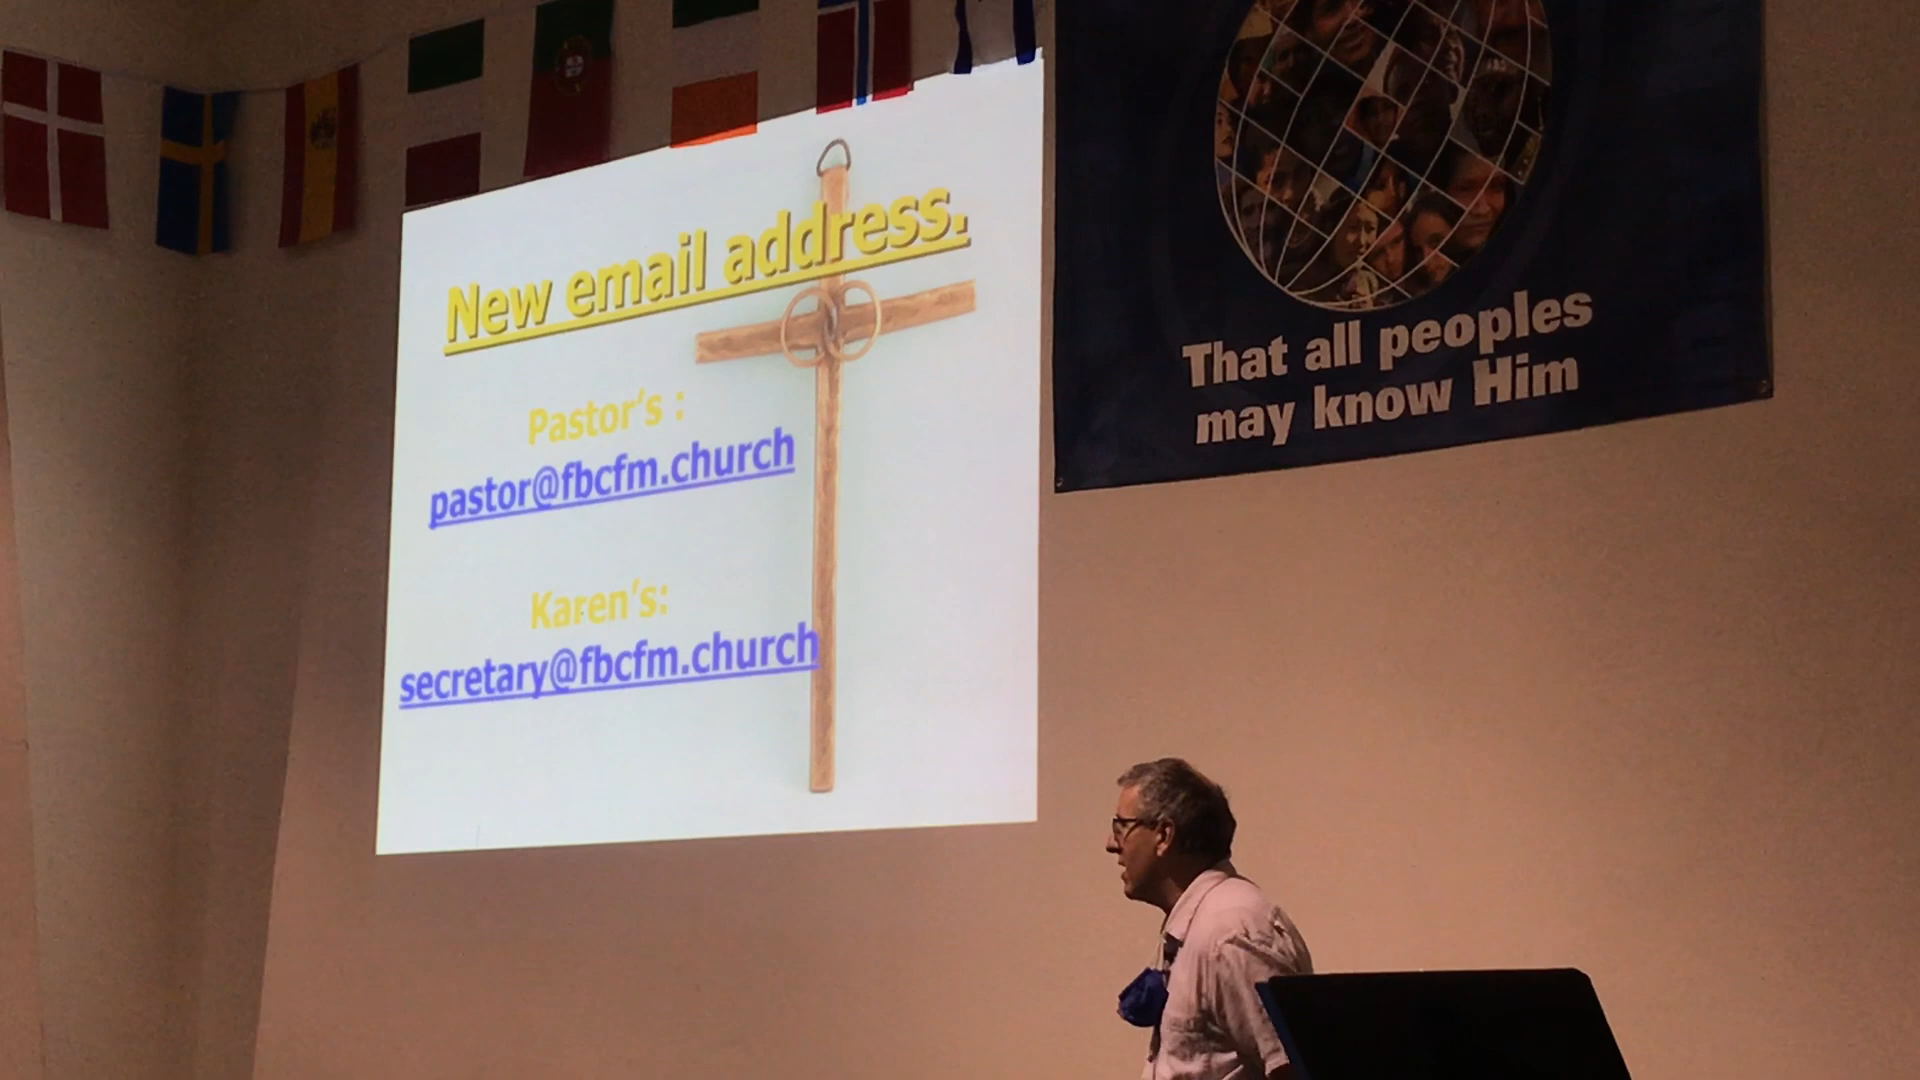 New email address.
Pastor's :
pastor@fbcfm.church
Karen's:
secretary@fbcfm.church
That all peoples
may know Him